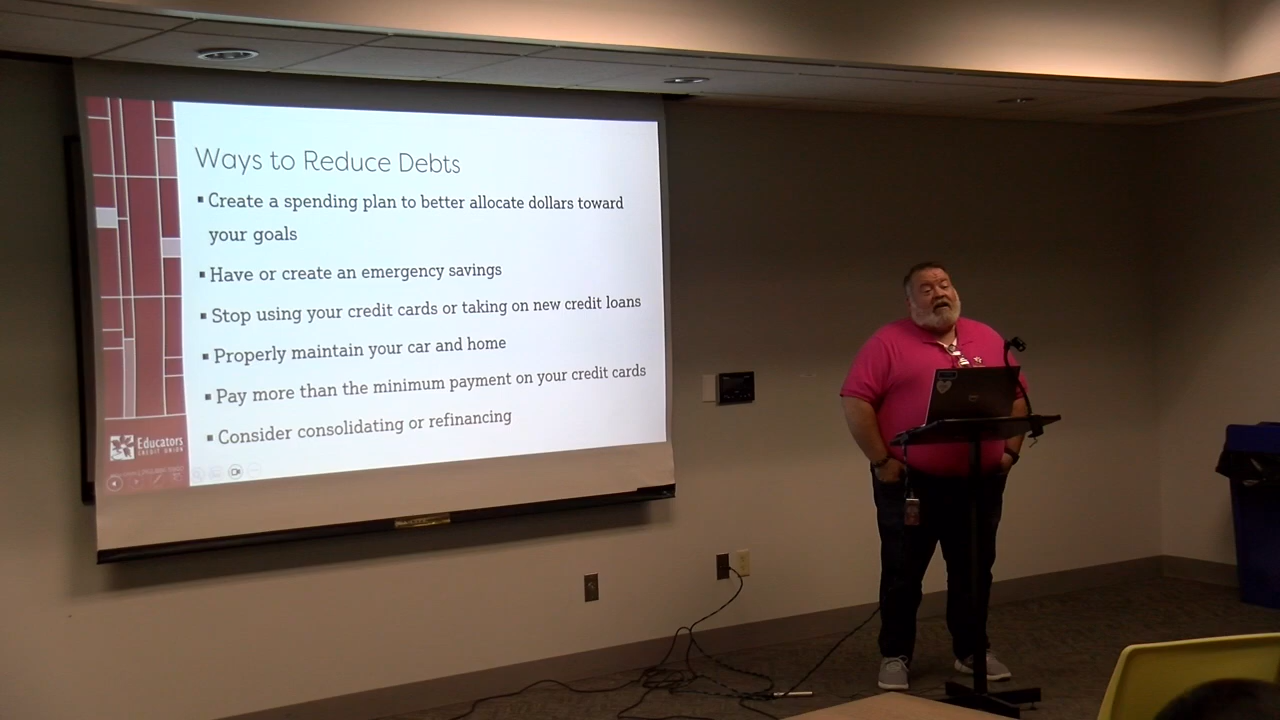 Ways to Reduce Debts
▪ Create a spending plan to better allocate dollars toward
your goals
▪ Have or create an emergency savings
▪ Stop using your credit cards or taking on new credit loans
▪ Properly maintain your car and home
▪ Pay more than the minimum payment on your credit cards
▪ Consider consolidating or refinancing
Educators
CREDIT UNION